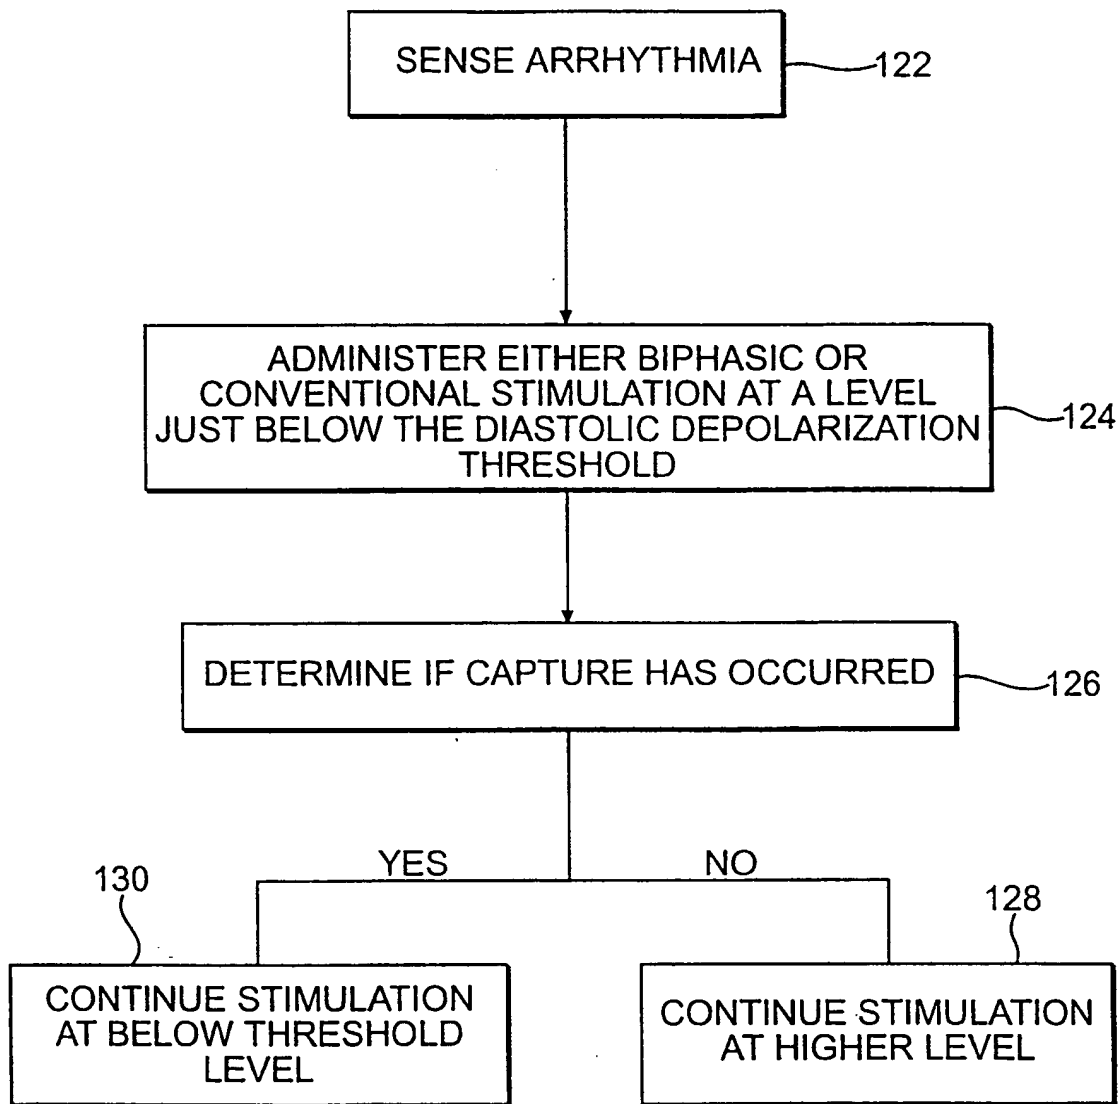 SENSE ARRHYTHMIA
122
ADMINISTER EITHER BIPHASIC OR
CONVENTIONAL STIMULATION AT A LEVEL
JUST BELOW THE DIASTOLIC DEPOLARIZATION
THRESHOLD
124
DETERMINE IF CAPTURE HAS OCCURRED
126
YES
NO
130
128
CONTINUE STIMULATION
AT BELOW THRESHOLD
LEVEL
CONTINUE STIMULATION
AT HIGHER LEVEL